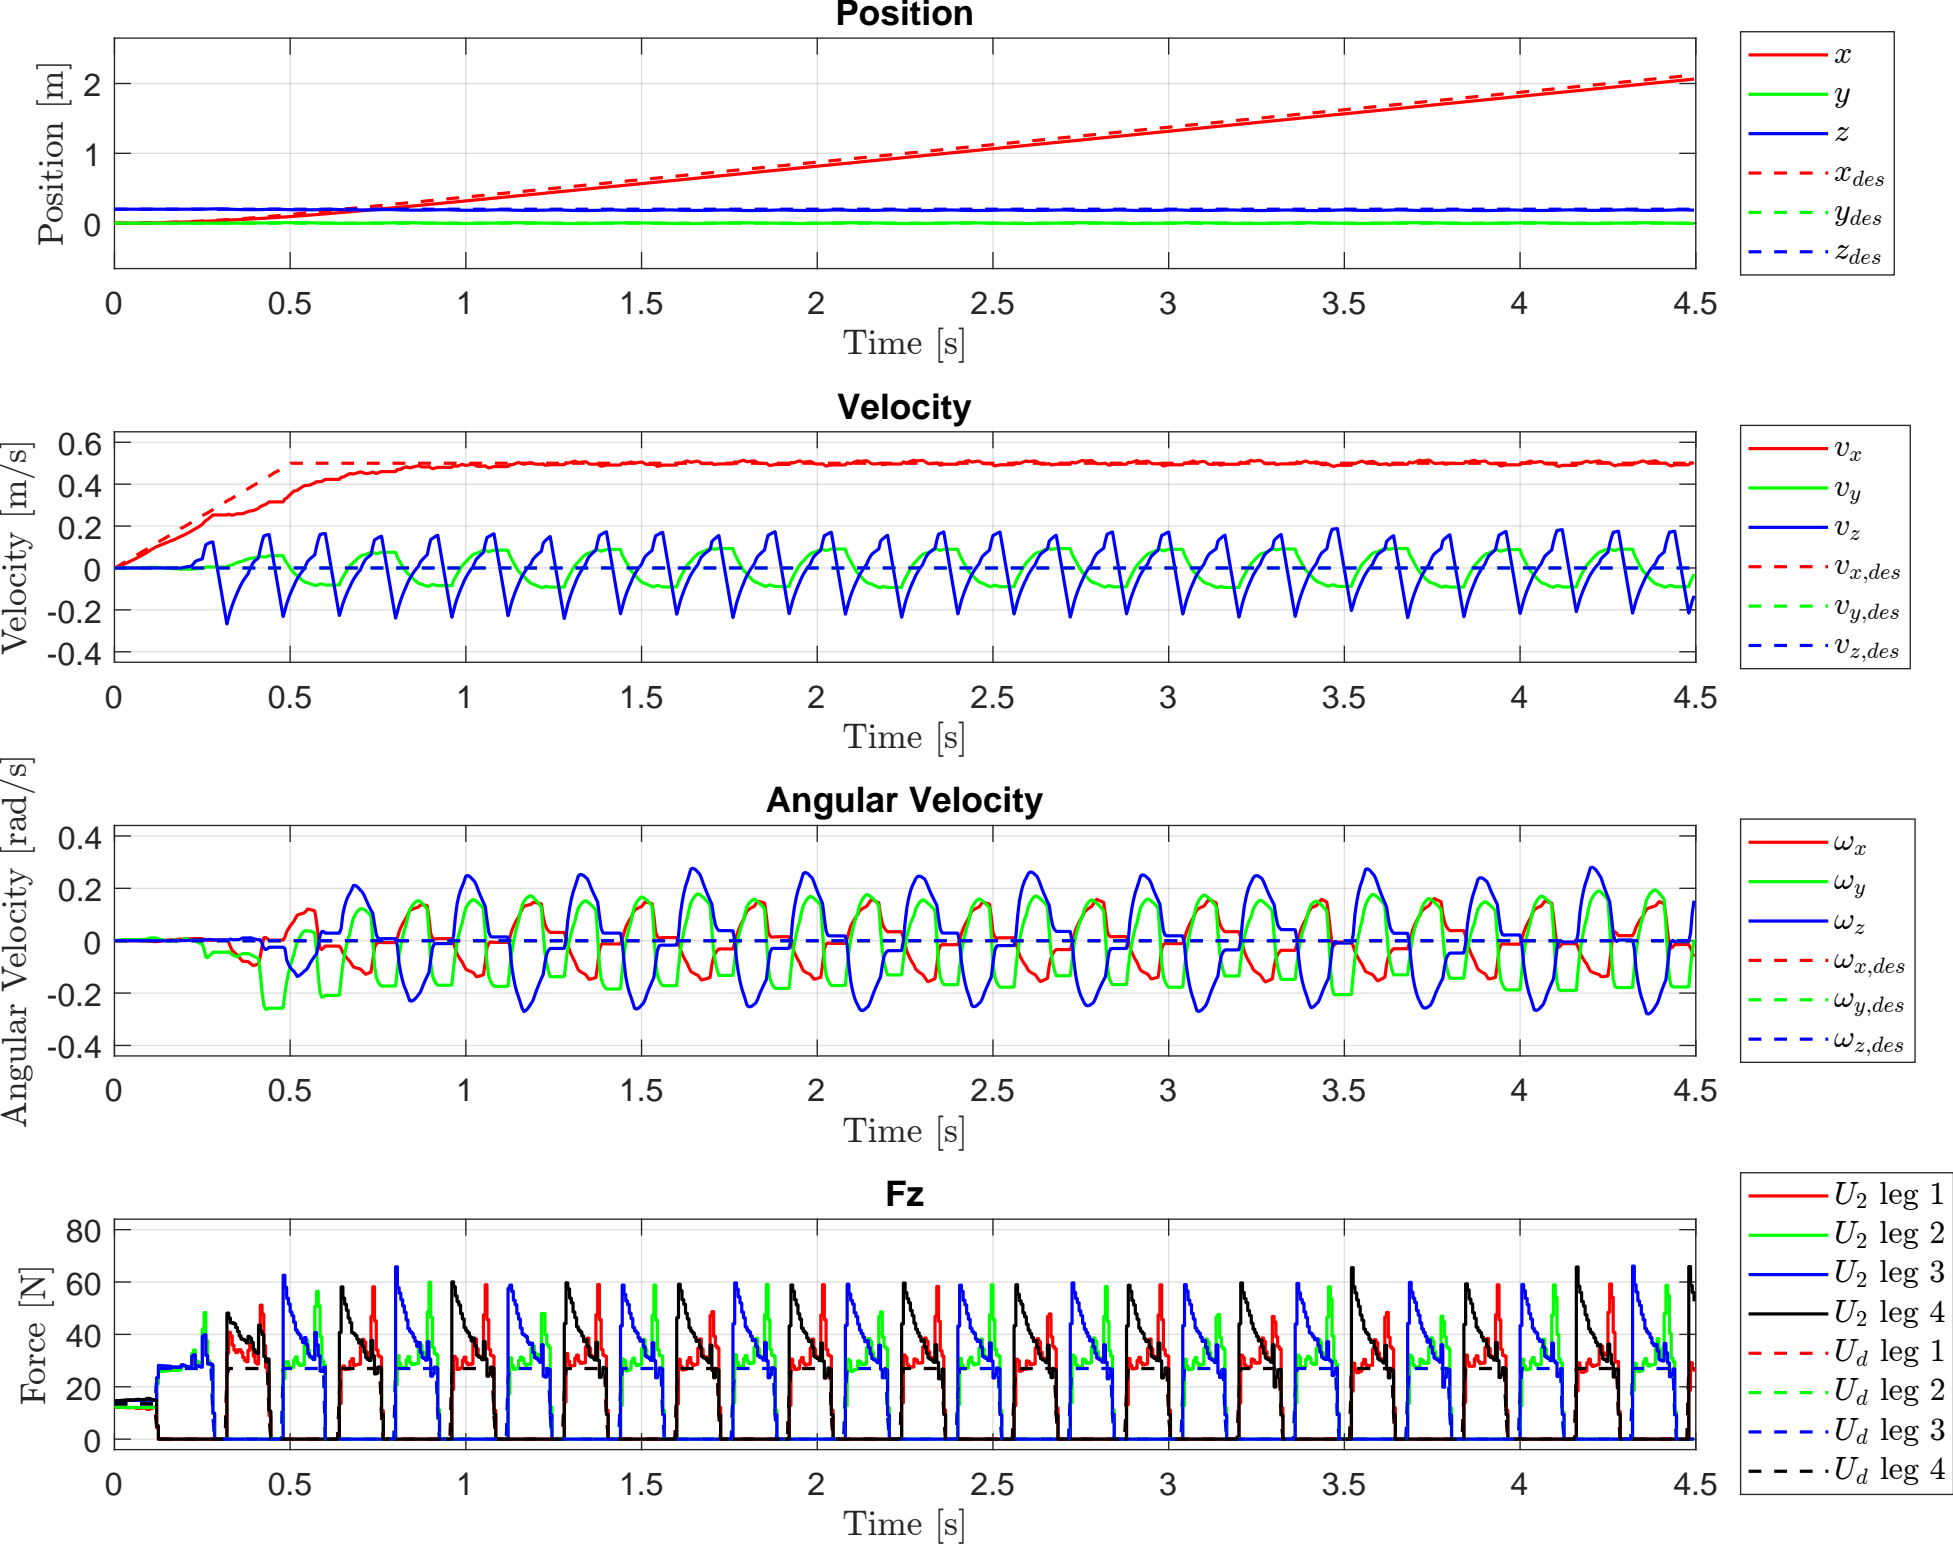 Position
Position [m]
2
1
0
0 0.5 1 1.5 2 2.5 3 3.5 4 4.5
Time [s]
x
y
z
x_des
y_des
z_des
Velocity
Velocity [m/s]
0.6
0.4
0.2
0
-0.2
-0.4
0 0.5 1 1.5 2 2.5 3 3.5 4 4.5
Time [s]
v_x
v_y
v_z
v_x,des
v_y,des
v_z,des
Angular Velocity
Angular Velocity [rad/s]
0.4
0.2
0
-0.2
-0.4
0 0.5 1 1.5 2 2.5 3 3.5 4 4.5
Time [s]
ω_x
ω_y
ω_z
ω_x,des
ω_y,des
ω_z,des
Fz
Force [N]
80
60
40
20
0
0 0.5 1 1.5 2 2.5 3 3.5 4 4.5
Time [s]
U_2 leg 1
U_2 leg 2
U_2 leg 3
U_2 leg 4
U_d leg 1
U_d leg 2
U_d leg 3
U_d leg 4